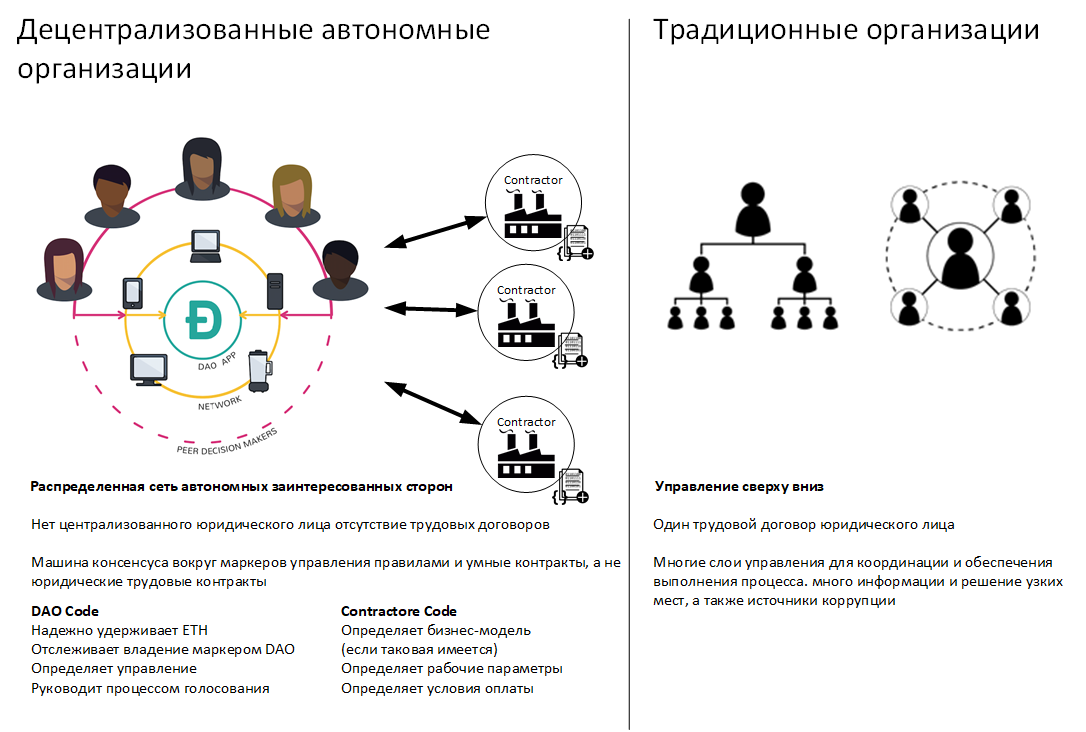 Децентрализованные автономные
организации
Традиционные организации
Contractor
Contractor
Contractor
DAO APP
NETWORK
PEER DECISION MAKERS
Распределенная сеть автономных заинтересованных сторон
Нет централизованного юридического лица отсутствие трудовых договоров
Машина консенсуса вокруг маркеров управления правилами и умные контракты, а не
юридические трудовые контракты
DAO Code
Надежно удерживает ETH
Отслеживает владение маркером DAO
Определяет управление
Руководит процессом голосования
Contractore Code
Определяет бизнес-модель
(если таковая имеется)
Определяет рабочие параметры
Определяет условия оплаты
Управление сверху вниз
Один трудовой договор юридического лица
Многие слои управления для координации и обеспечения
выполнения процесса. много информации и решение узких
мест, а также источники коррупции